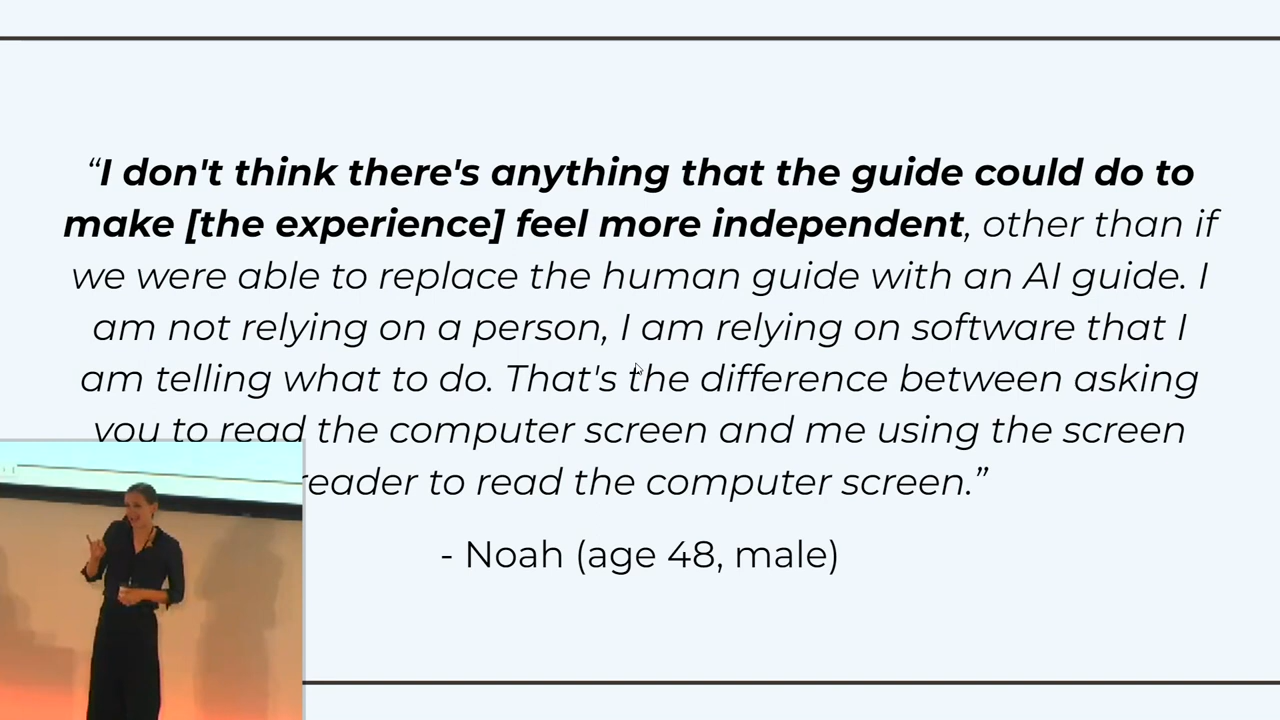 “I don't think there's anything that the guide could do to
make [the experience] feel more independent, other than if
we were able to replace the human guide with an AI guide. I
am not relying on a person, I am relying on software that I
am telling what to do. That's the difference between asking
you to read the computer screen and me using the screen
reader to read the computer screen.”
- Noah (age 48, male)